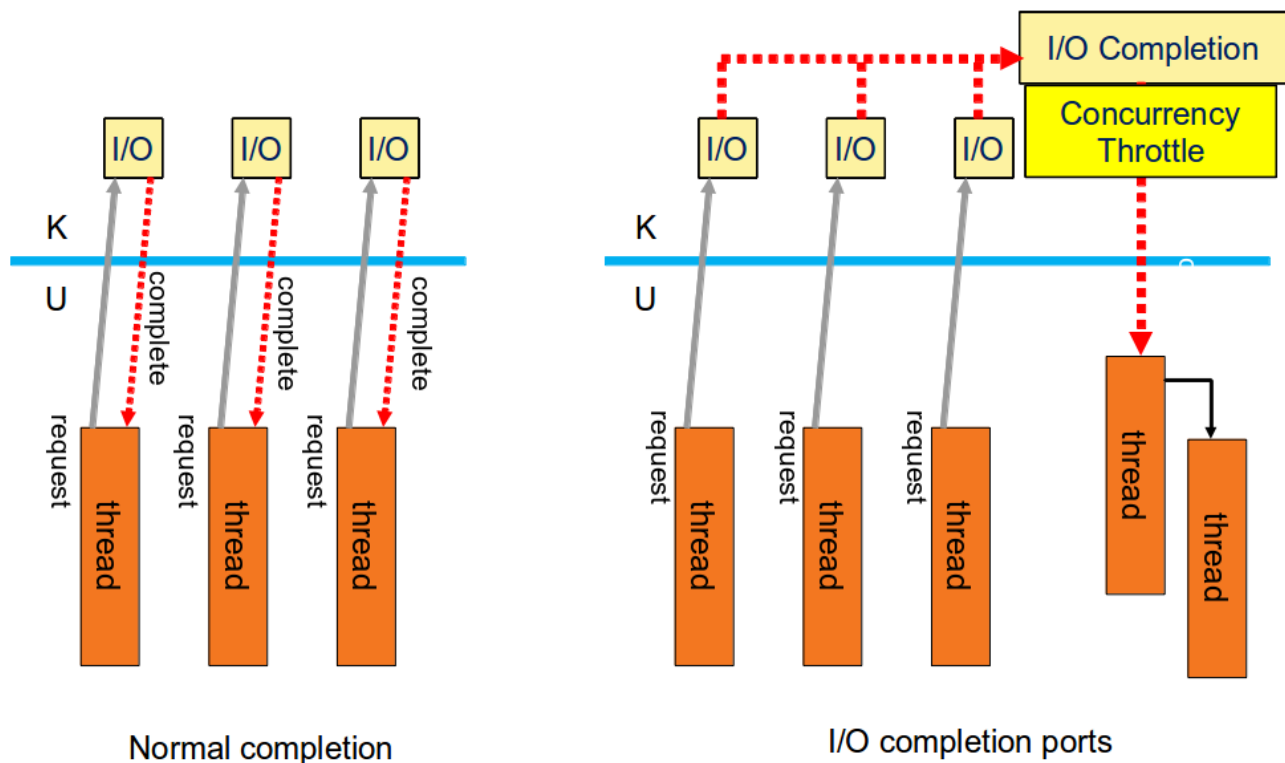 I/O
I/O
I/O
K
U
complete
complete
complete
request
request
request
thread
thread
thread
Normal completion
I/O Completion
Concurrency
Throttle
I/O
I/O
I/O
K
U
request
request
request
thread
thread
thread
thread
thread
I/O completion ports